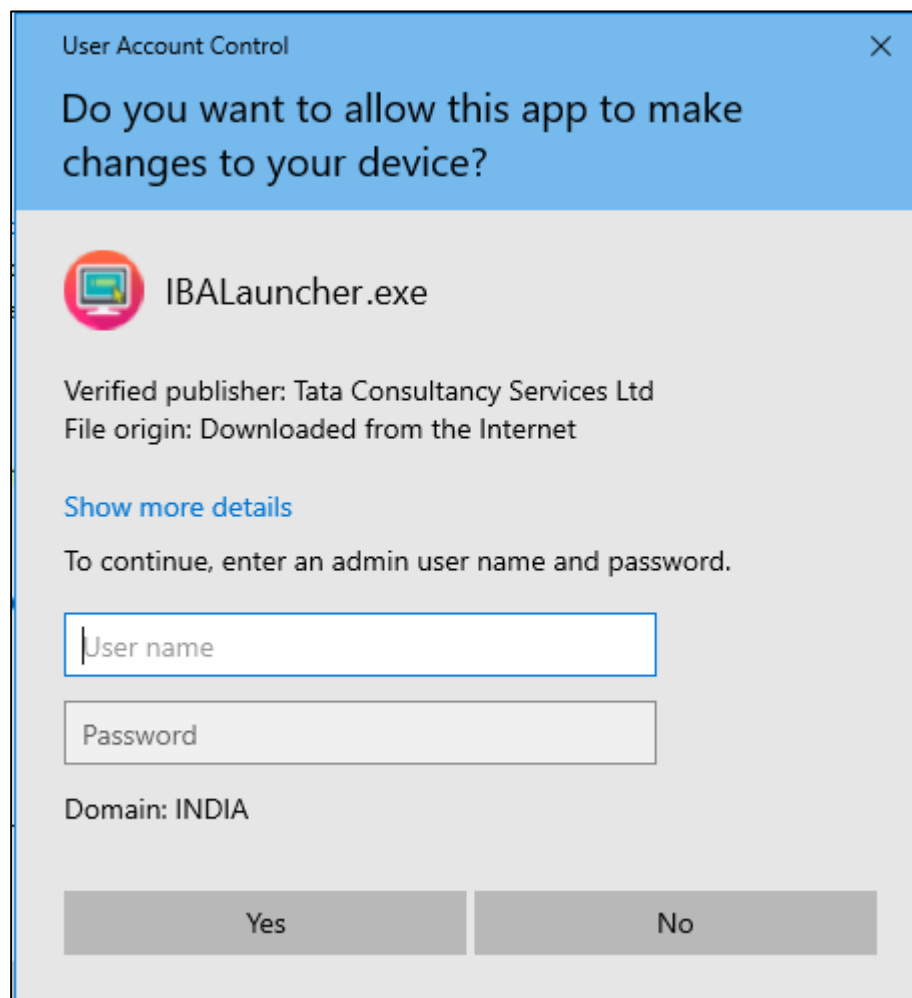 User Account Control
Do you want to allow this app to make
changes to your device?
IBALauncher.exe
Verified publisher: Tata Consultancy Services Ltd
File origin: Downloaded from the Internet
Show more details
To continue, enter an admin user name and password.
User name
Password
Domain: INDIA
Yes
No